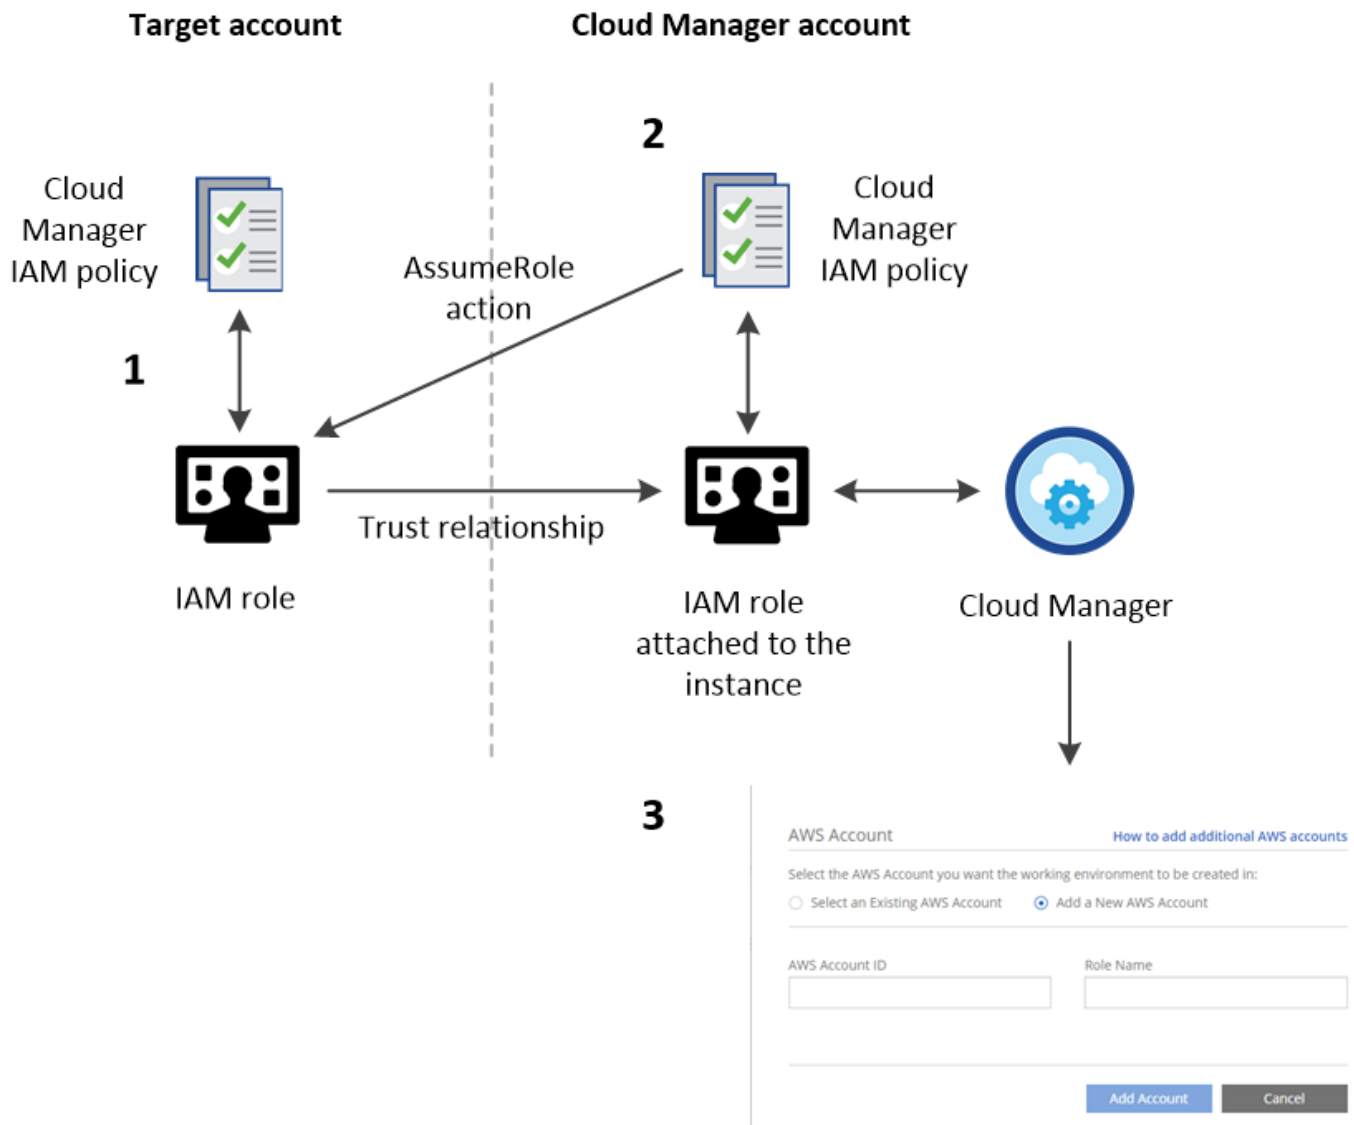 Target account
Cloud Manager account
2
Cloud
Manager
IAM policy
Cloud
Manager
IAM policy
AssumeRole
action
1
Trust relationship
IAM role
IAM role
attached to the
instance
Cloud Manager
3
AWS Account
How to add additional AWS accounts
Select the AWS Account you want the working environment to be created in:
Select an Existing AWS Account
Add a New AWS Account
AWS Account ID
Role Name
Add Account
Cancel